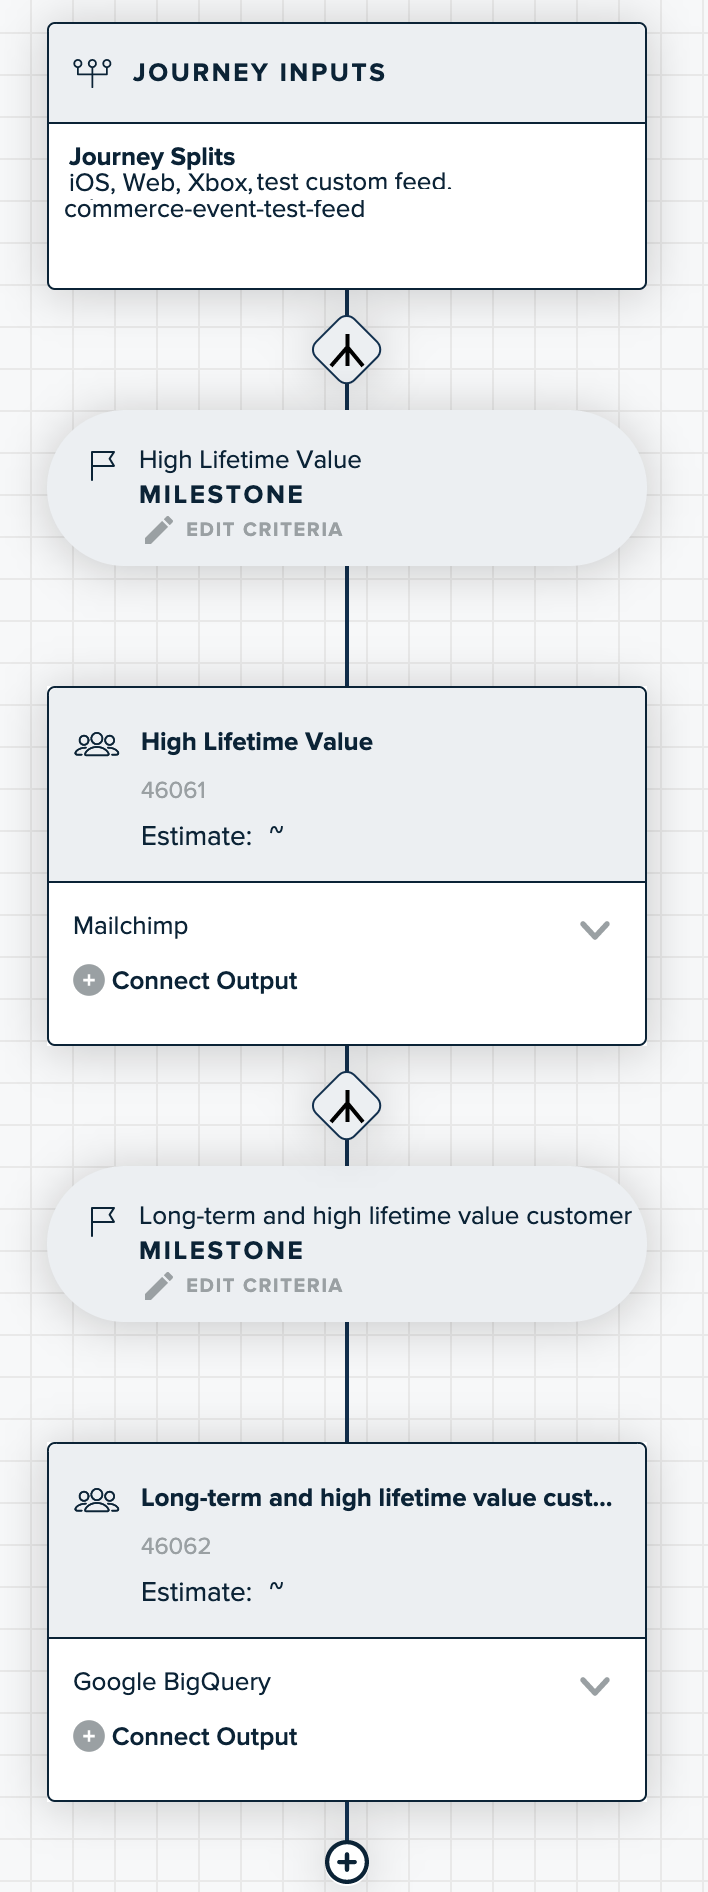 JOURNEY INPUTS
Journey Splits
iOS, Web, Xbox, test custom feed.
commerce-event-test-feed
High Lifetime Value
MILESTONE
EDIT CRITERIA
High Lifetime Value
46061
Estimate: ~
Mailchimp
Connect Output
Long-term and high lifetime value customer
MILESTONE
EDIT CRITERIA
Long-term and high lifetime value cust...
46062
Estimate: ~
Google BigQuery
Connect Output